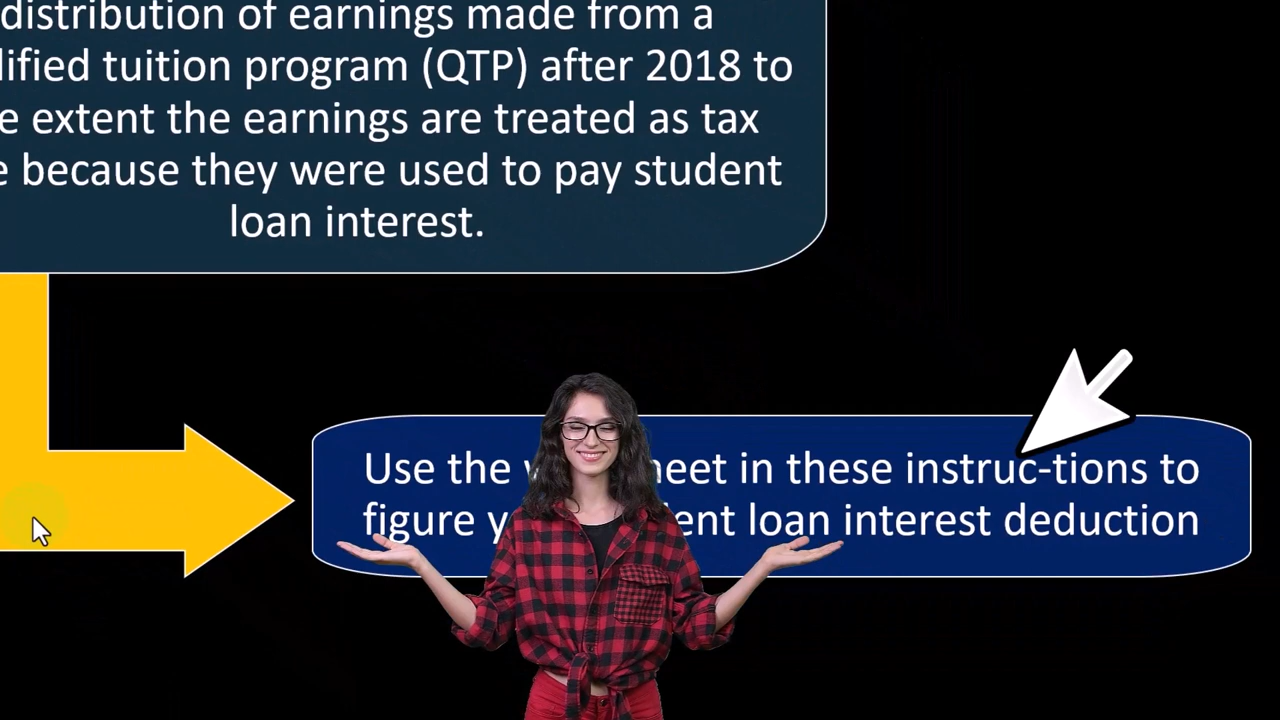 distribution of earnings made from a
lified tuition program (QTP) after 2018 to
e extent the earnings are treated as tax
e because they were used to pay student
loan interest.
Use the heet in these instruc-tions to
figure y ent loan interest deduction